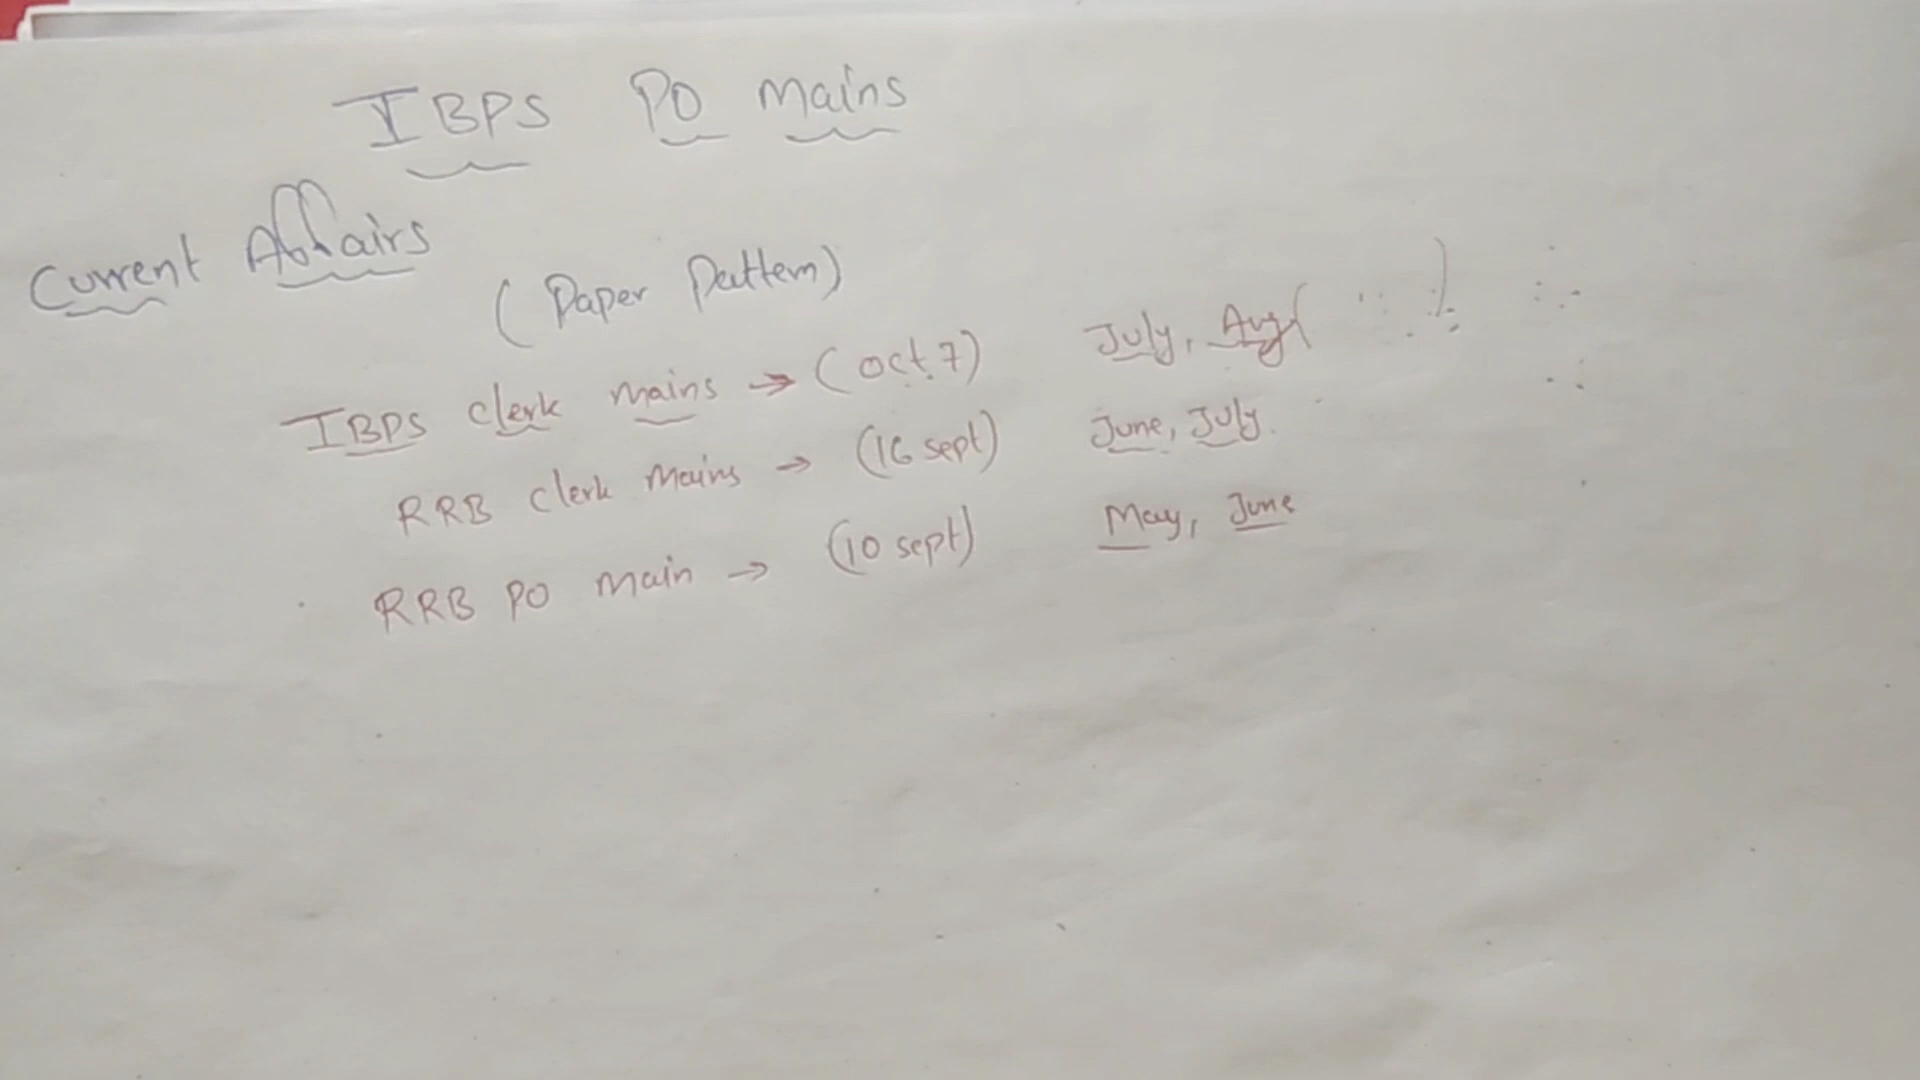 IBPS PO Mains
Current Affairs
(Paper Pattern)
IBPS clerk mains → (oct 7) July, Aug
RRB clerk Mains → (16 sept) June, July.
RRB PO main → (10 sept) May, June